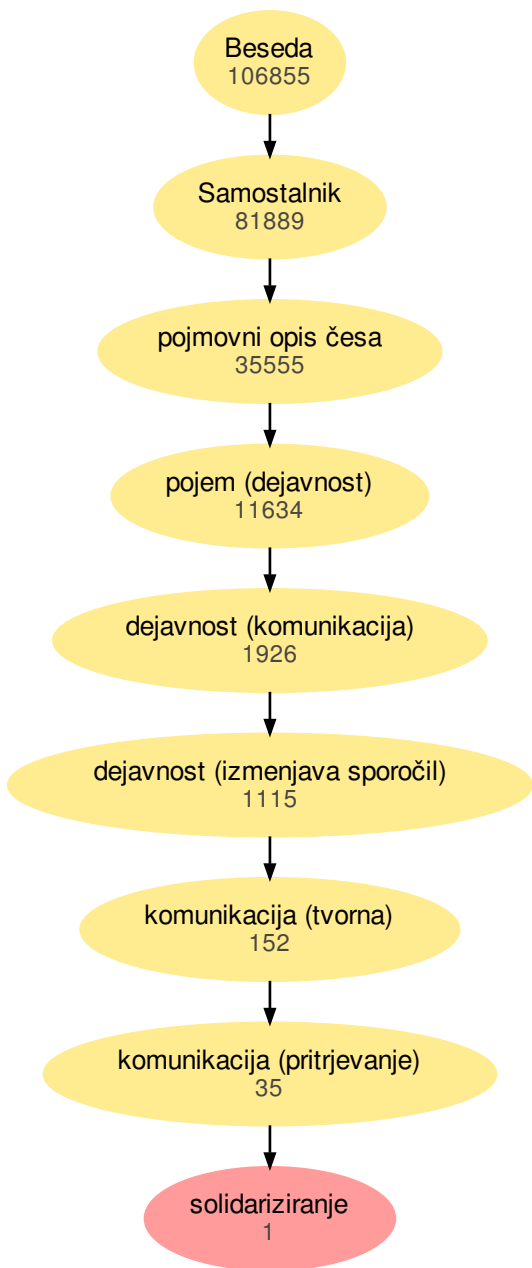 Beseda
106855
Samostalnik
81889
pojmovni opis česa
35555
pojem (dejavnost)
11634
dejavnost (komunikacija)
1926
dejavnost (izmenjava sporočil)
1115
komunikacija (tvorna)
152
komunikacija (pritrjevanje)
35
solidariziranje
1